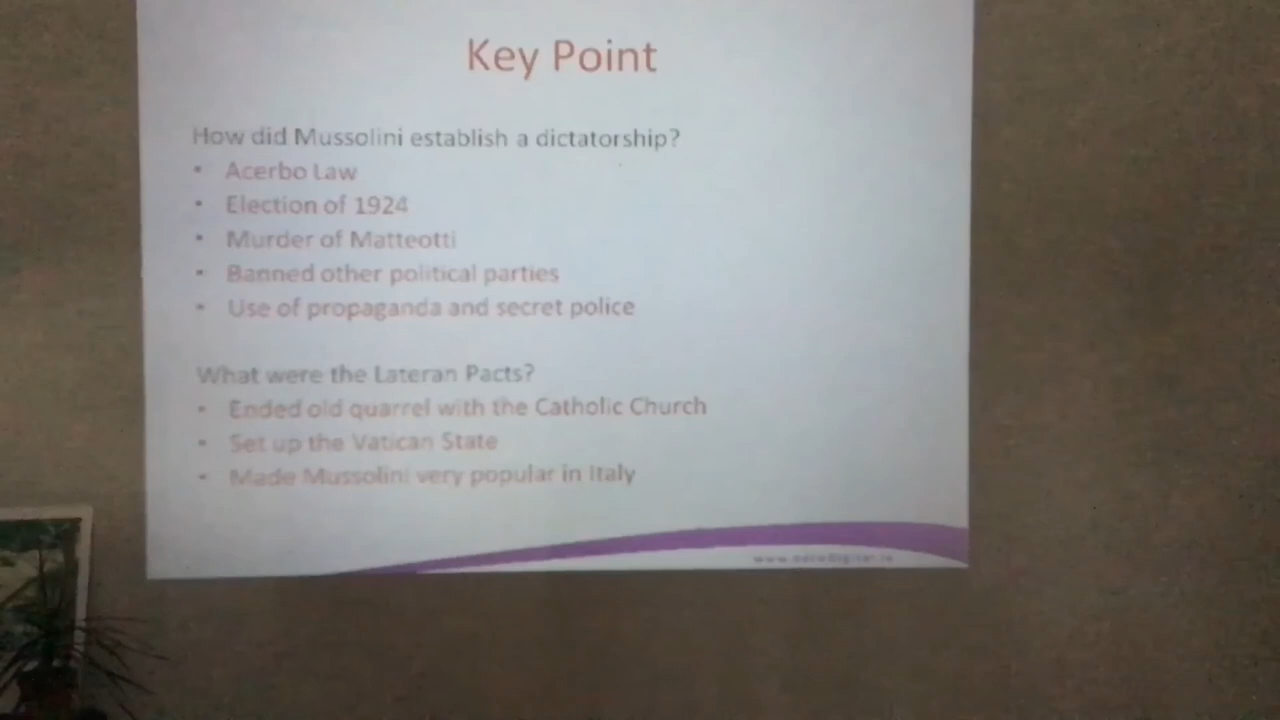 Key Point
How did Mussolini establish a dictatorship?
• Acerbo Law
• Election of 1924
• Murder of Matteotti
• Banned other political parties
• Use of propaganda and secret police
What were the Lateran Pacts?
• Ended old quarrel with the Catholic Church
• Set up the Vatican State
• Made Mussolini very popular in Italy